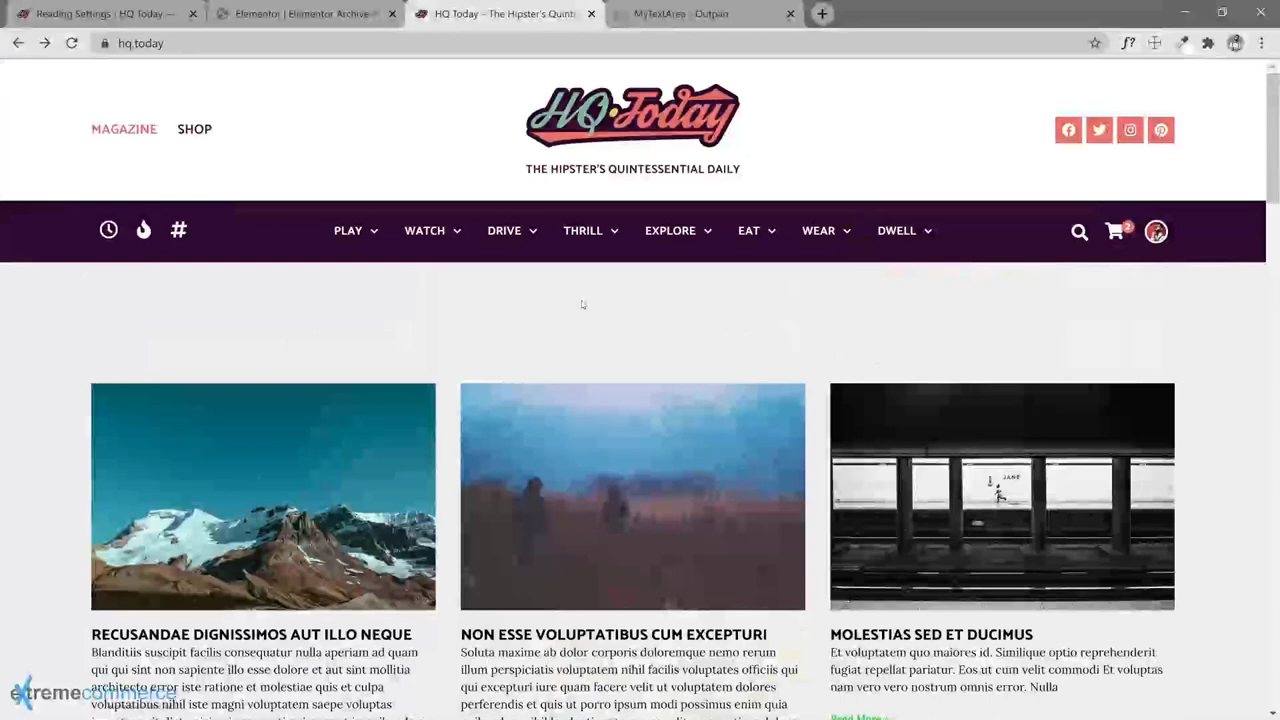 Reading Settings | HQ Today —
Elementor | Elementor Archive
HQ Today – The Hipster's Quint
MyTextArea - Outpan
hq.today
f?
MAGAZINE SHOP
HQ Today
THE HIPSTER'S QUINTESSENTIAL DAILY
PLAY WATCH DRIVE THRILL EXPLORE EAT WEAR DWELL
2
JANE
RECUSANDAE DIGNISSIMOS AUT ILLO NEQUE
Blanditiis suscipit facilis consequatur nulla aperiam ad quam
qui qui sint non sapiente illo esse dolore et aut sint mollitia
architecto error iste ratione et molestiae quis et culpa
voluptatibus nihil iste magni voluptatem saepe voluptas
NON ESSE VOLUPTATIBUS CUM EXCEPTURI
Soluta maxime ab dolor corporis doloremque nemo rerum
illum perspiciatis voluptatem nihil facilis voluptates officiis qui
qui excepturi iure quam facere velit ut voluptatem dolores
perferendis et quis ut porro ipsum modi possimus enim quia
MOLESTIAS SED ET DUCIMUS
Et voluptatem quo maiores id. Similique optio reprehenderit
fugiat repellat pariatur. Eos ut cum velit commodi Et voluptas
nam vero vero nostrum omnis error. Nulla
Read More
extremecommerce